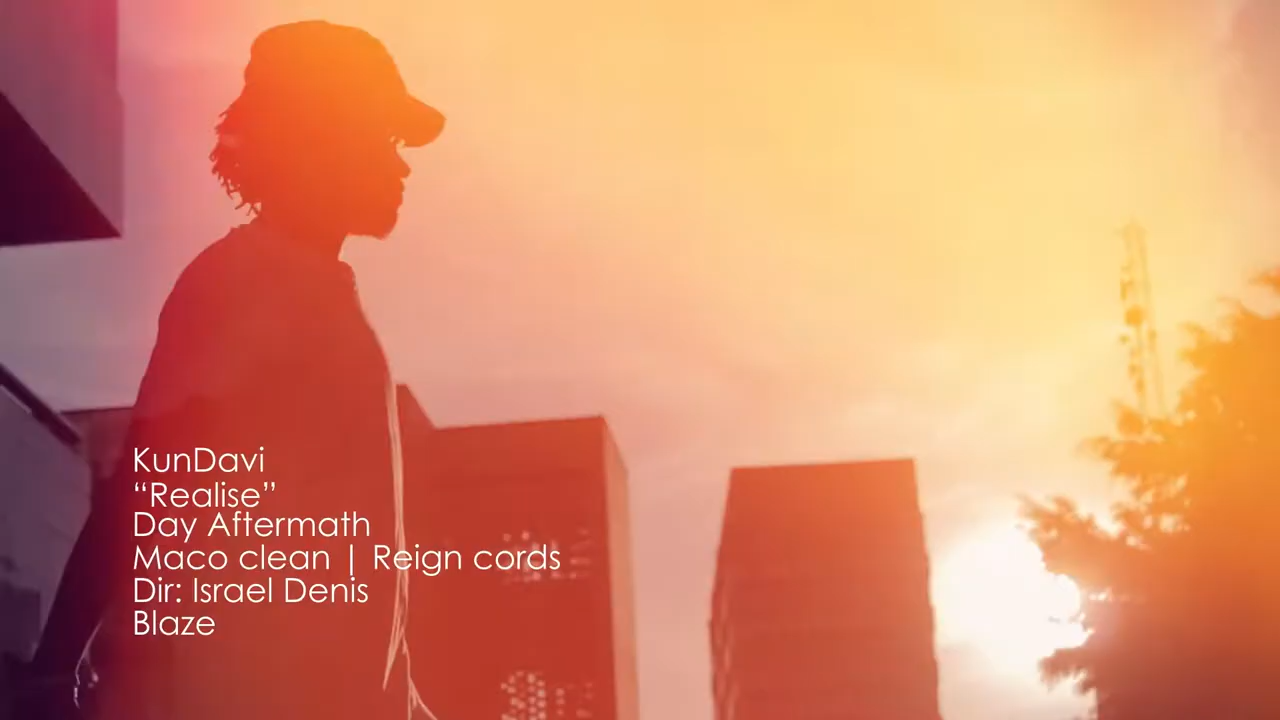 KunDavi
“Realise”
Day Aftermath
Maco clean | Reign cords
Dir: Israel Denis
Blaze